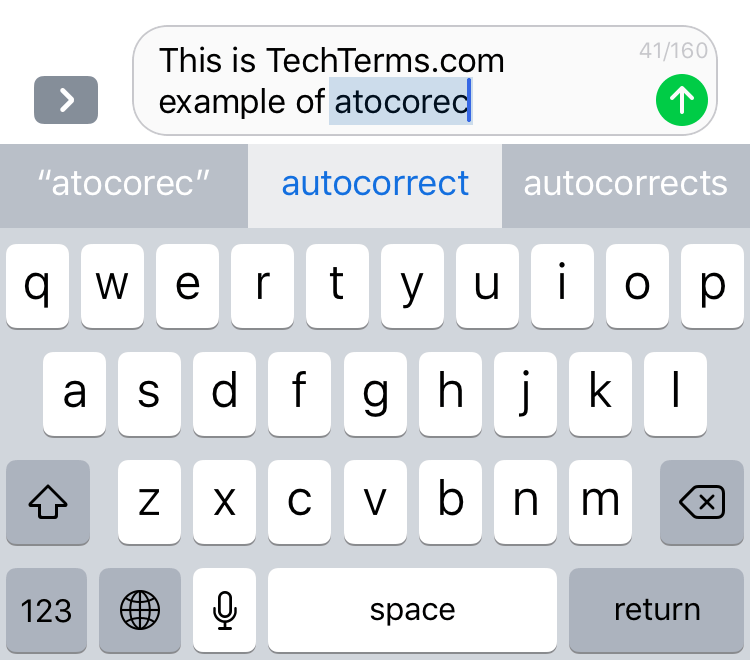 This is TechTerms.com
41/160
example of atocorec
“atocorec” autocorrect autocorrects
q w e r t y u i o p
a s d f g h j k l
z x c v b n m
123 space return